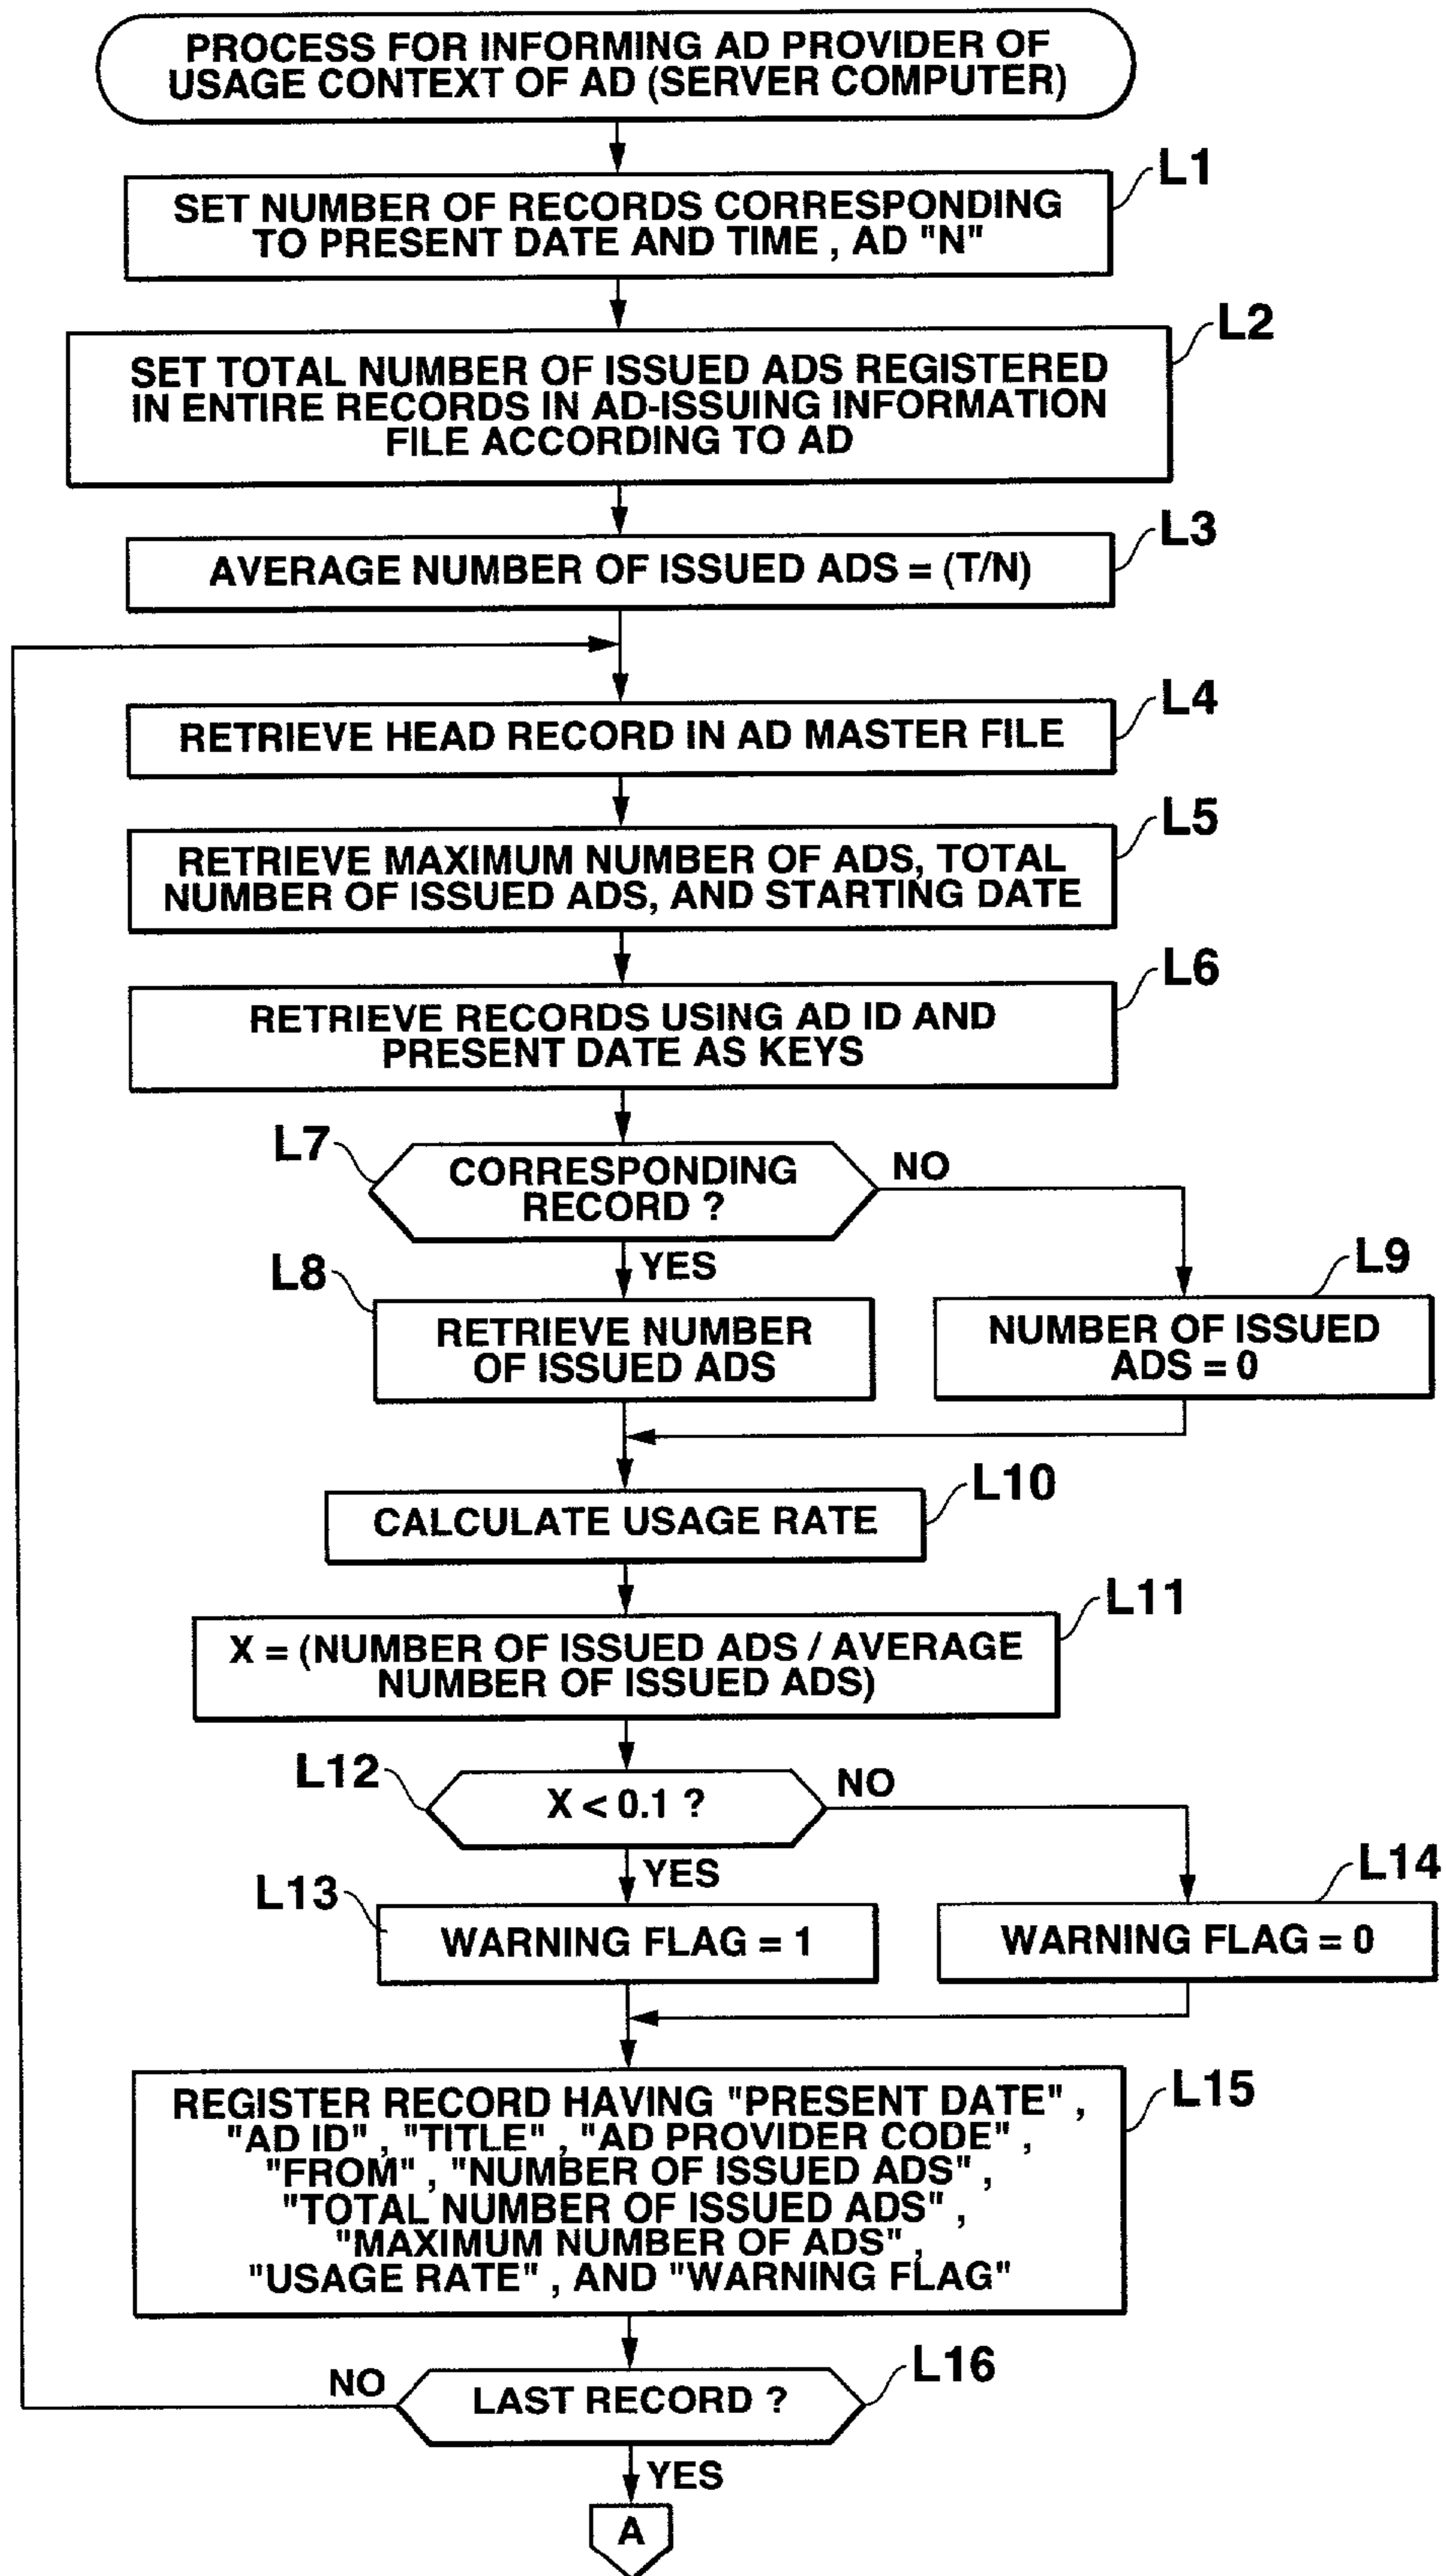 PROCESS FOR INFORMING AD PROVIDER OF
USAGE CONTEXT OF AD (SERVER COMPUTER)
L1
SET NUMBER OF RECORDS CORRESPONDING
TO PRESENT DATE AND TIME , AD "N"
L2
SET TOTAL NUMBER OF ISSUED ADS REGISTERED
IN ENTIRE RECORDS IN AD-ISSUING INFORMATION
FILE ACCORDING TO AD
L3
AVERAGE NUMBER OF ISSUED ADS = (T/N)
L4
RETRIEVE HEAD RECORD IN AD MASTER FILE
L5
RETRIEVE MAXIMUM NUMBER OF ADS, TOTAL
NUMBER OF ISSUED ADS, AND STARTING DATE
L6
RETRIEVE RECORDS USING AD ID AND
PRESENT DATE AS KEYS
L7
CORRESPONDING
RECORD ?
NO
YES
L8
RETRIEVE NUMBER
OF ISSUED ADS
L9
NUMBER OF ISSUED
ADS = 0
L10
CALCULATE USAGE RATE
L11
X = (NUMBER OF ISSUED ADS / AVERAGE
NUMBER OF ISSUED ADS)
L12
X < 0.1 ?
NO
YES
L13
WARNING FLAG = 1
L14
WARNING FLAG = 0
L15
REGISTER RECORD HAVING "PRESENT DATE" ,
"AD ID" , "TITLE" , "AD PROVIDER CODE" ,
"FROM" , "NUMBER OF ISSUED ADS" ,
"TOTAL NUMBER OF ISSUED ADS" ,
"MAXIMUM NUMBER OF ADS" ,
"USAGE RATE" , AND "WARNING FLAG"
L16
NO
LAST RECORD ?
YES
A